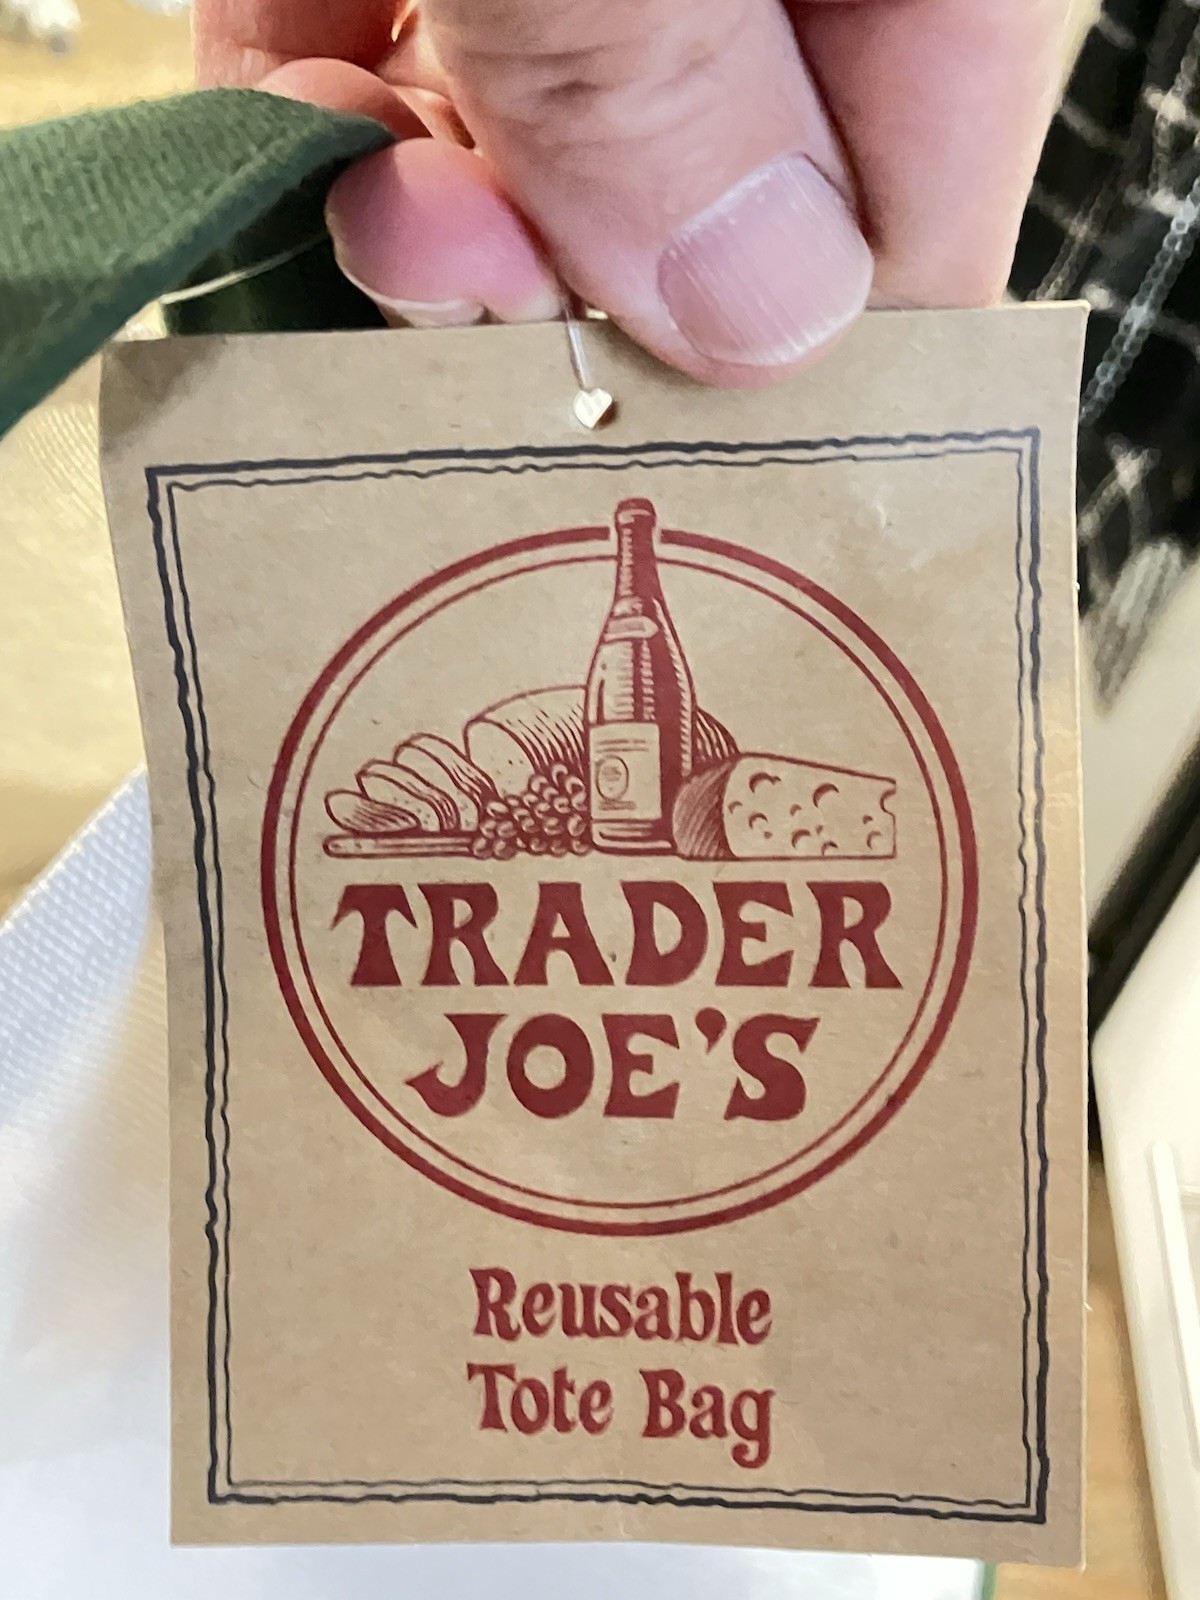 TRADER
JOE'S
Reusable
Tote Bag